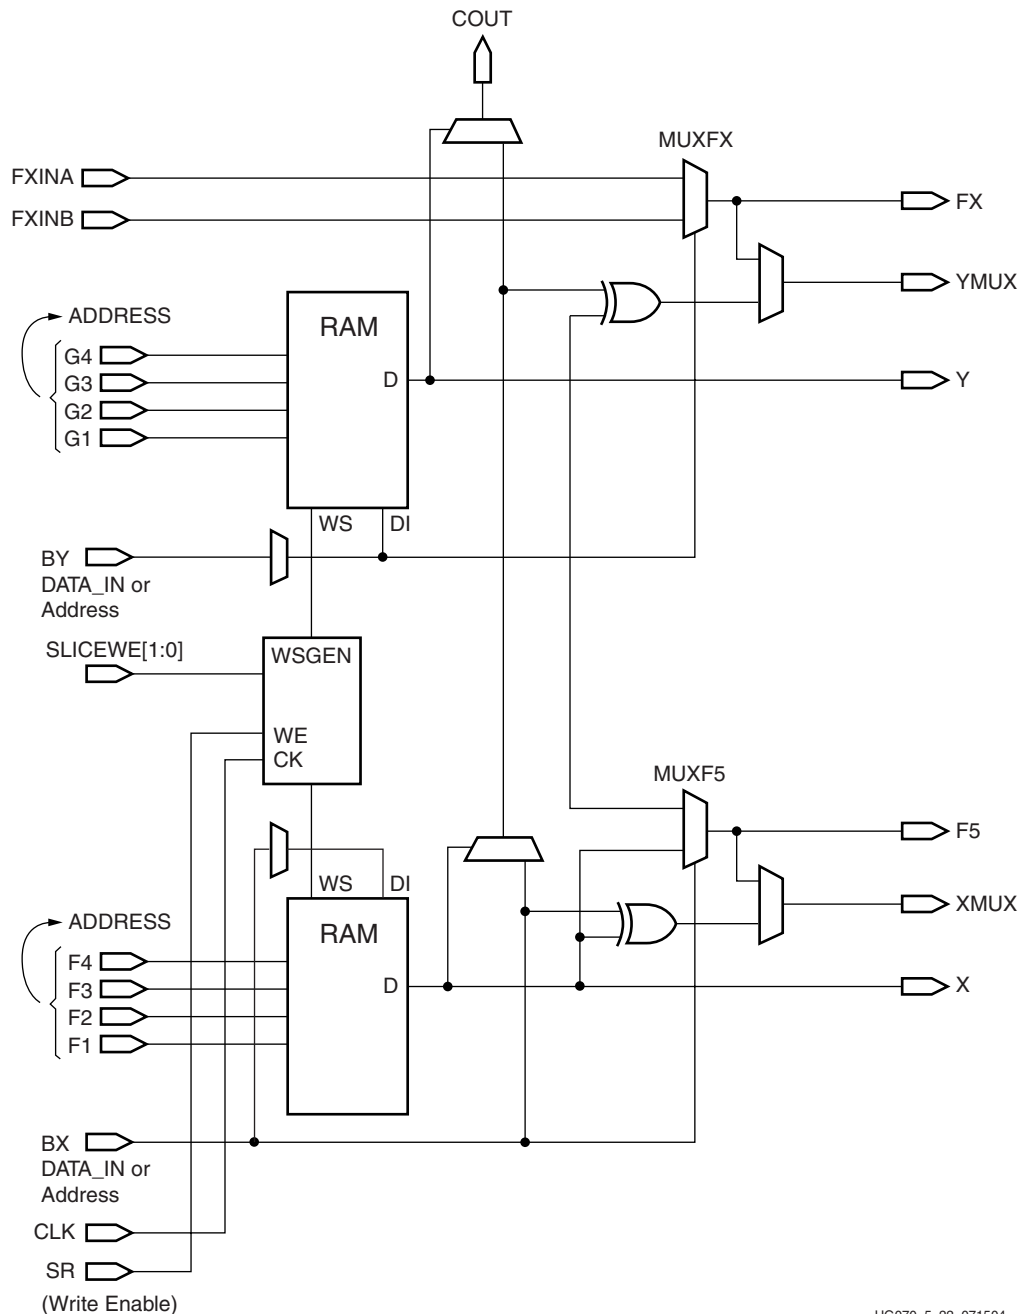 COUT
MUXFX
FXINA
FXINB
FX
YMUX
ADDRESS
RAM
G4
G3
D
Y
G2
G1
WS
DI
BY
DATA_IN or
Address
SLICEWE[1:0]
WSGEN
WE
CK
MUXF5
F5
WS
DI
XMUX
ADDRESS
RAM
F4
F3
D
X
F2
F1
BX
DATA_IN or
Address
CLK
SR
(Write Enable)